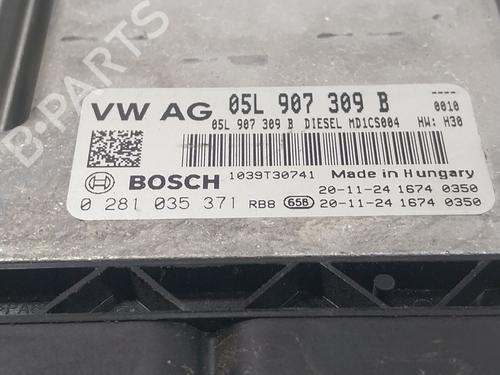 B-PARTS
VW AG 05L 907 309 B 0010
05L 907 309 B DIESEL MD1CS004 HW: H30
BOSCH 1039T30741 Made in Hungary
20-11-24 1674 0350
0 281 035 371 RB8 65B 20-11-24 1674 0350